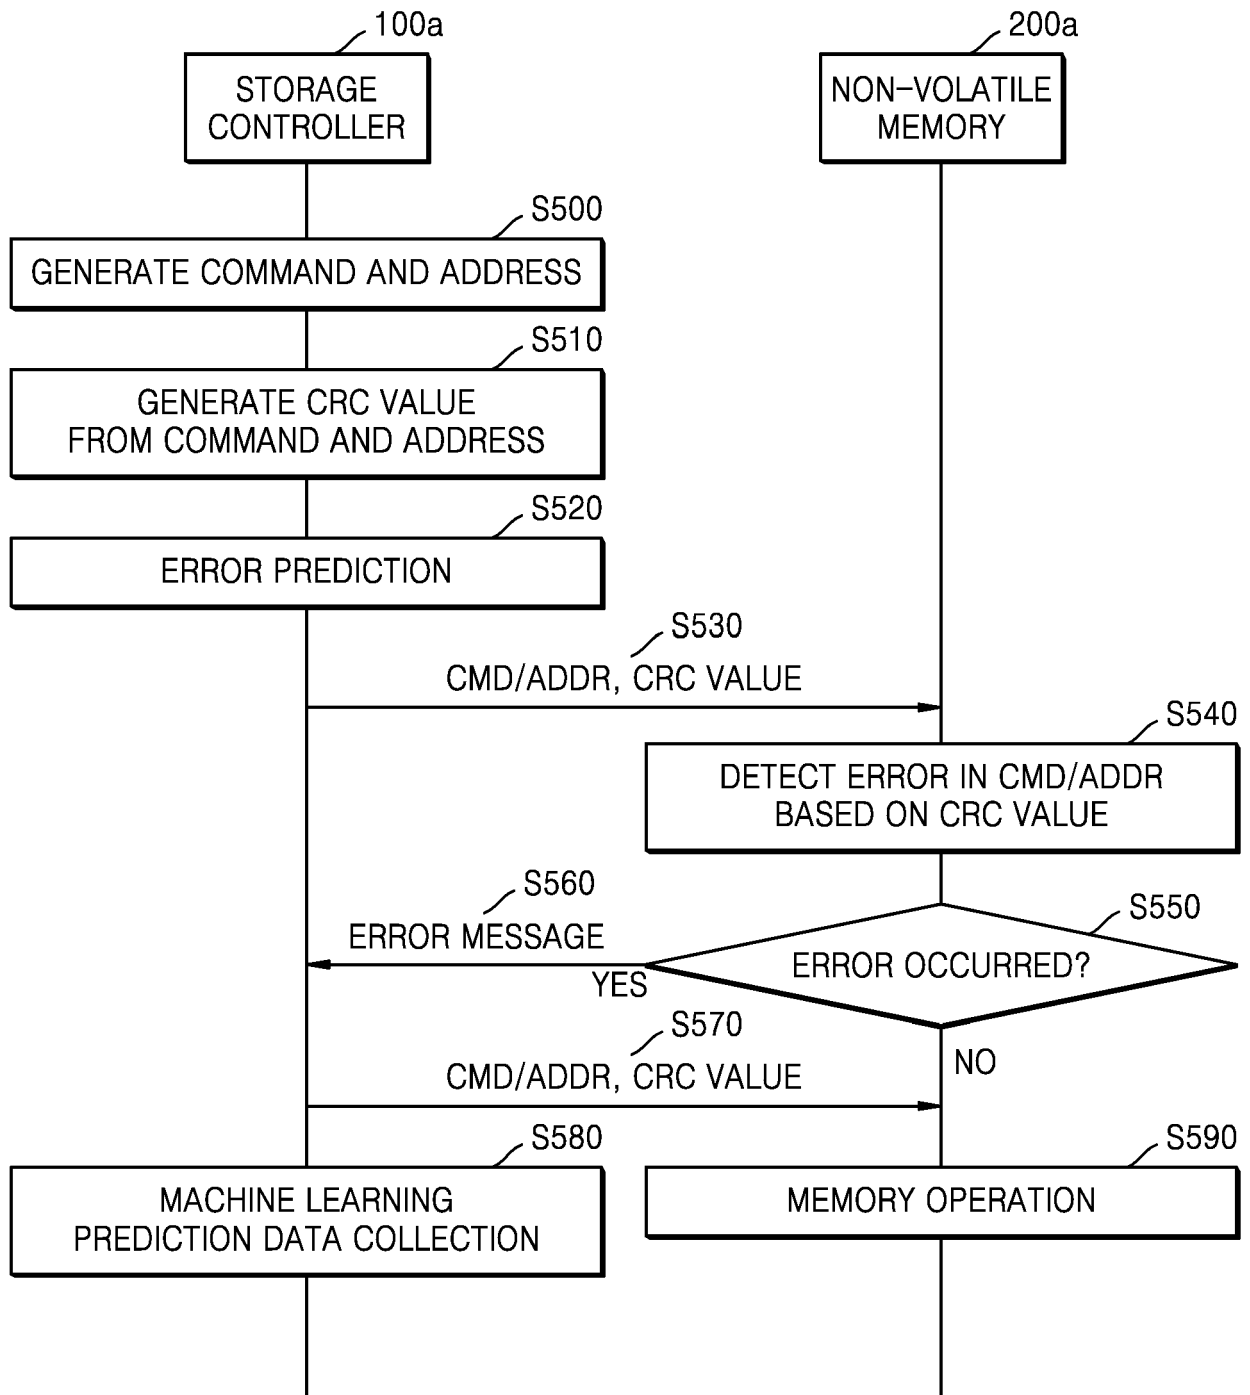 100a
200a
STORAGE
CONTROLLER
NON-VOLATILE
MEMORY
S500
GENERATE COMMAND AND ADDRESS
S510
GENERATE CRC VALUE
FROM COMMAND AND ADDRESS
S520
ERROR PREDICTION
S530
CMD/ADDR, CRC VALUE
S540
DETECT ERROR IN CMD/ADDR
BASED ON CRC VALUE
S560
ERROR MESSAGE
S550
ERROR OCCURRED?
YES
S570
CMD/ADDR, CRC VALUE
NO
S580
MACHINE LEARNING
PREDICTION DATA COLLECTION
S590
MEMORY OPERATION